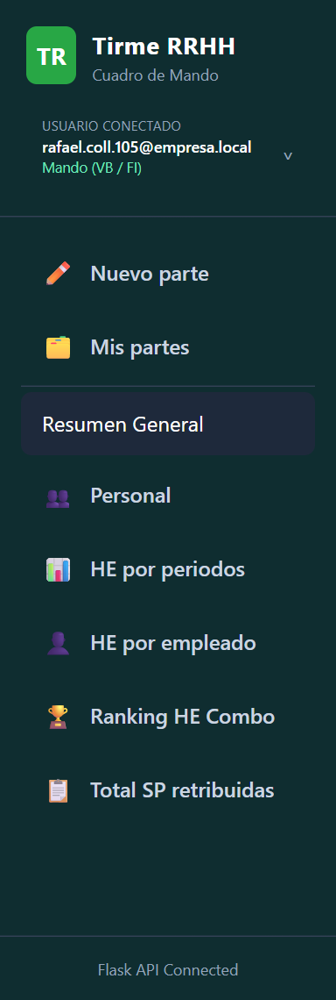 TR
Tirme RRHH
Cuadro de Mando
USUARIO CONECTADO
rafael.coll.105@empresa.local
Mando (VB / FI)
Nuevo parte
Mis partes
Resumen General
Personal
HE por periodos
HE por empleado
Ranking HE Combo
Total SP retribuidas
Flask API Connected